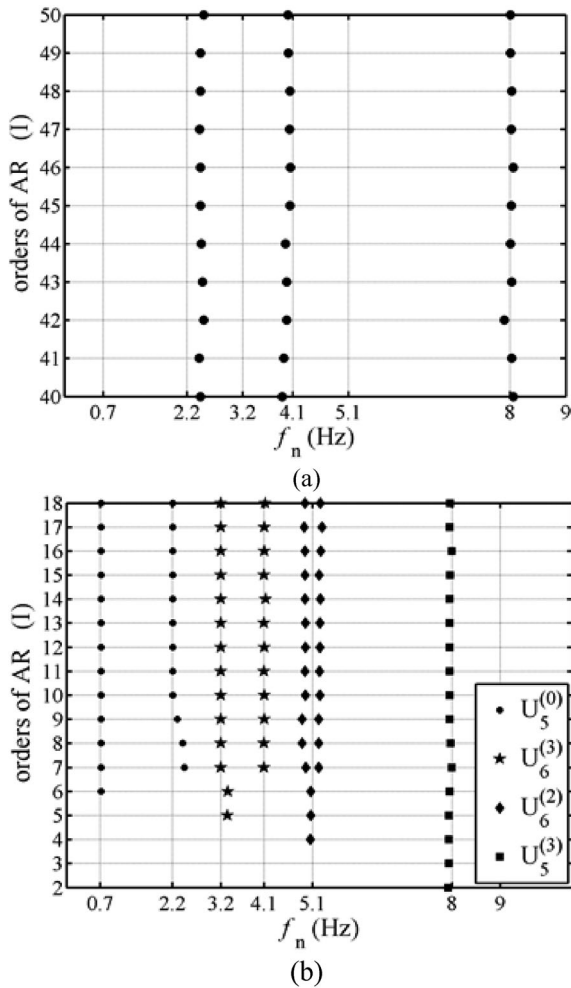 50
49
48
47
46
45
44
43
42
41
40
orders of AR (I)
0.7 2.2 3.2 4.1 5.1 8 9
f_n (Hz)
(a)
18
17
16
15
14
13
12
11
10
9
8
7
6
5
4
3
2
orders of AR (I)
U_5^(0)
U_6^(3)
U_6^(2)
U_5^(3)
0.7 2.2 3.2 4.1 5.1 8 9
f_n (Hz)
(b)